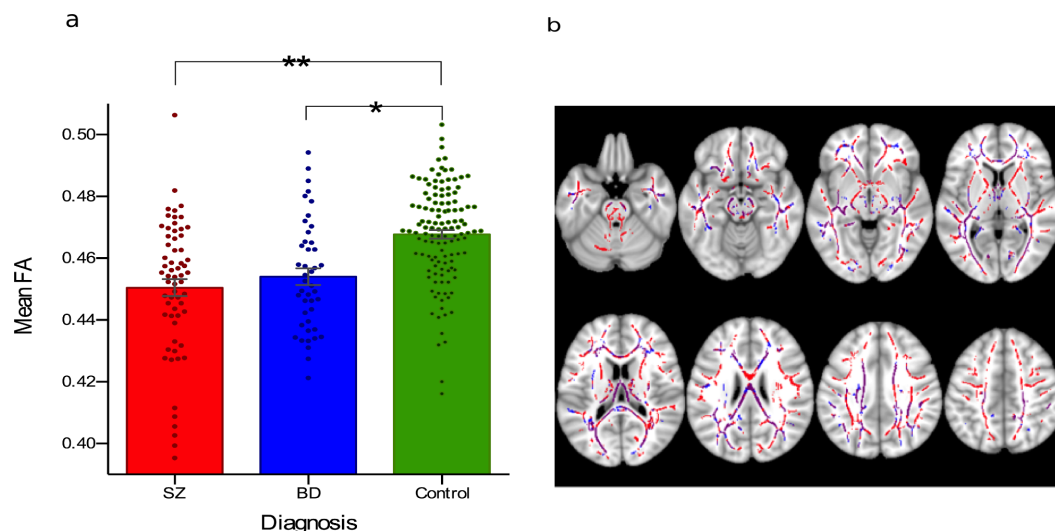 a
b
**
*
0.50
0.48
0.46
0.44
0.42
0.40
Mean FA
SZ
BD
Control
Diagnosis